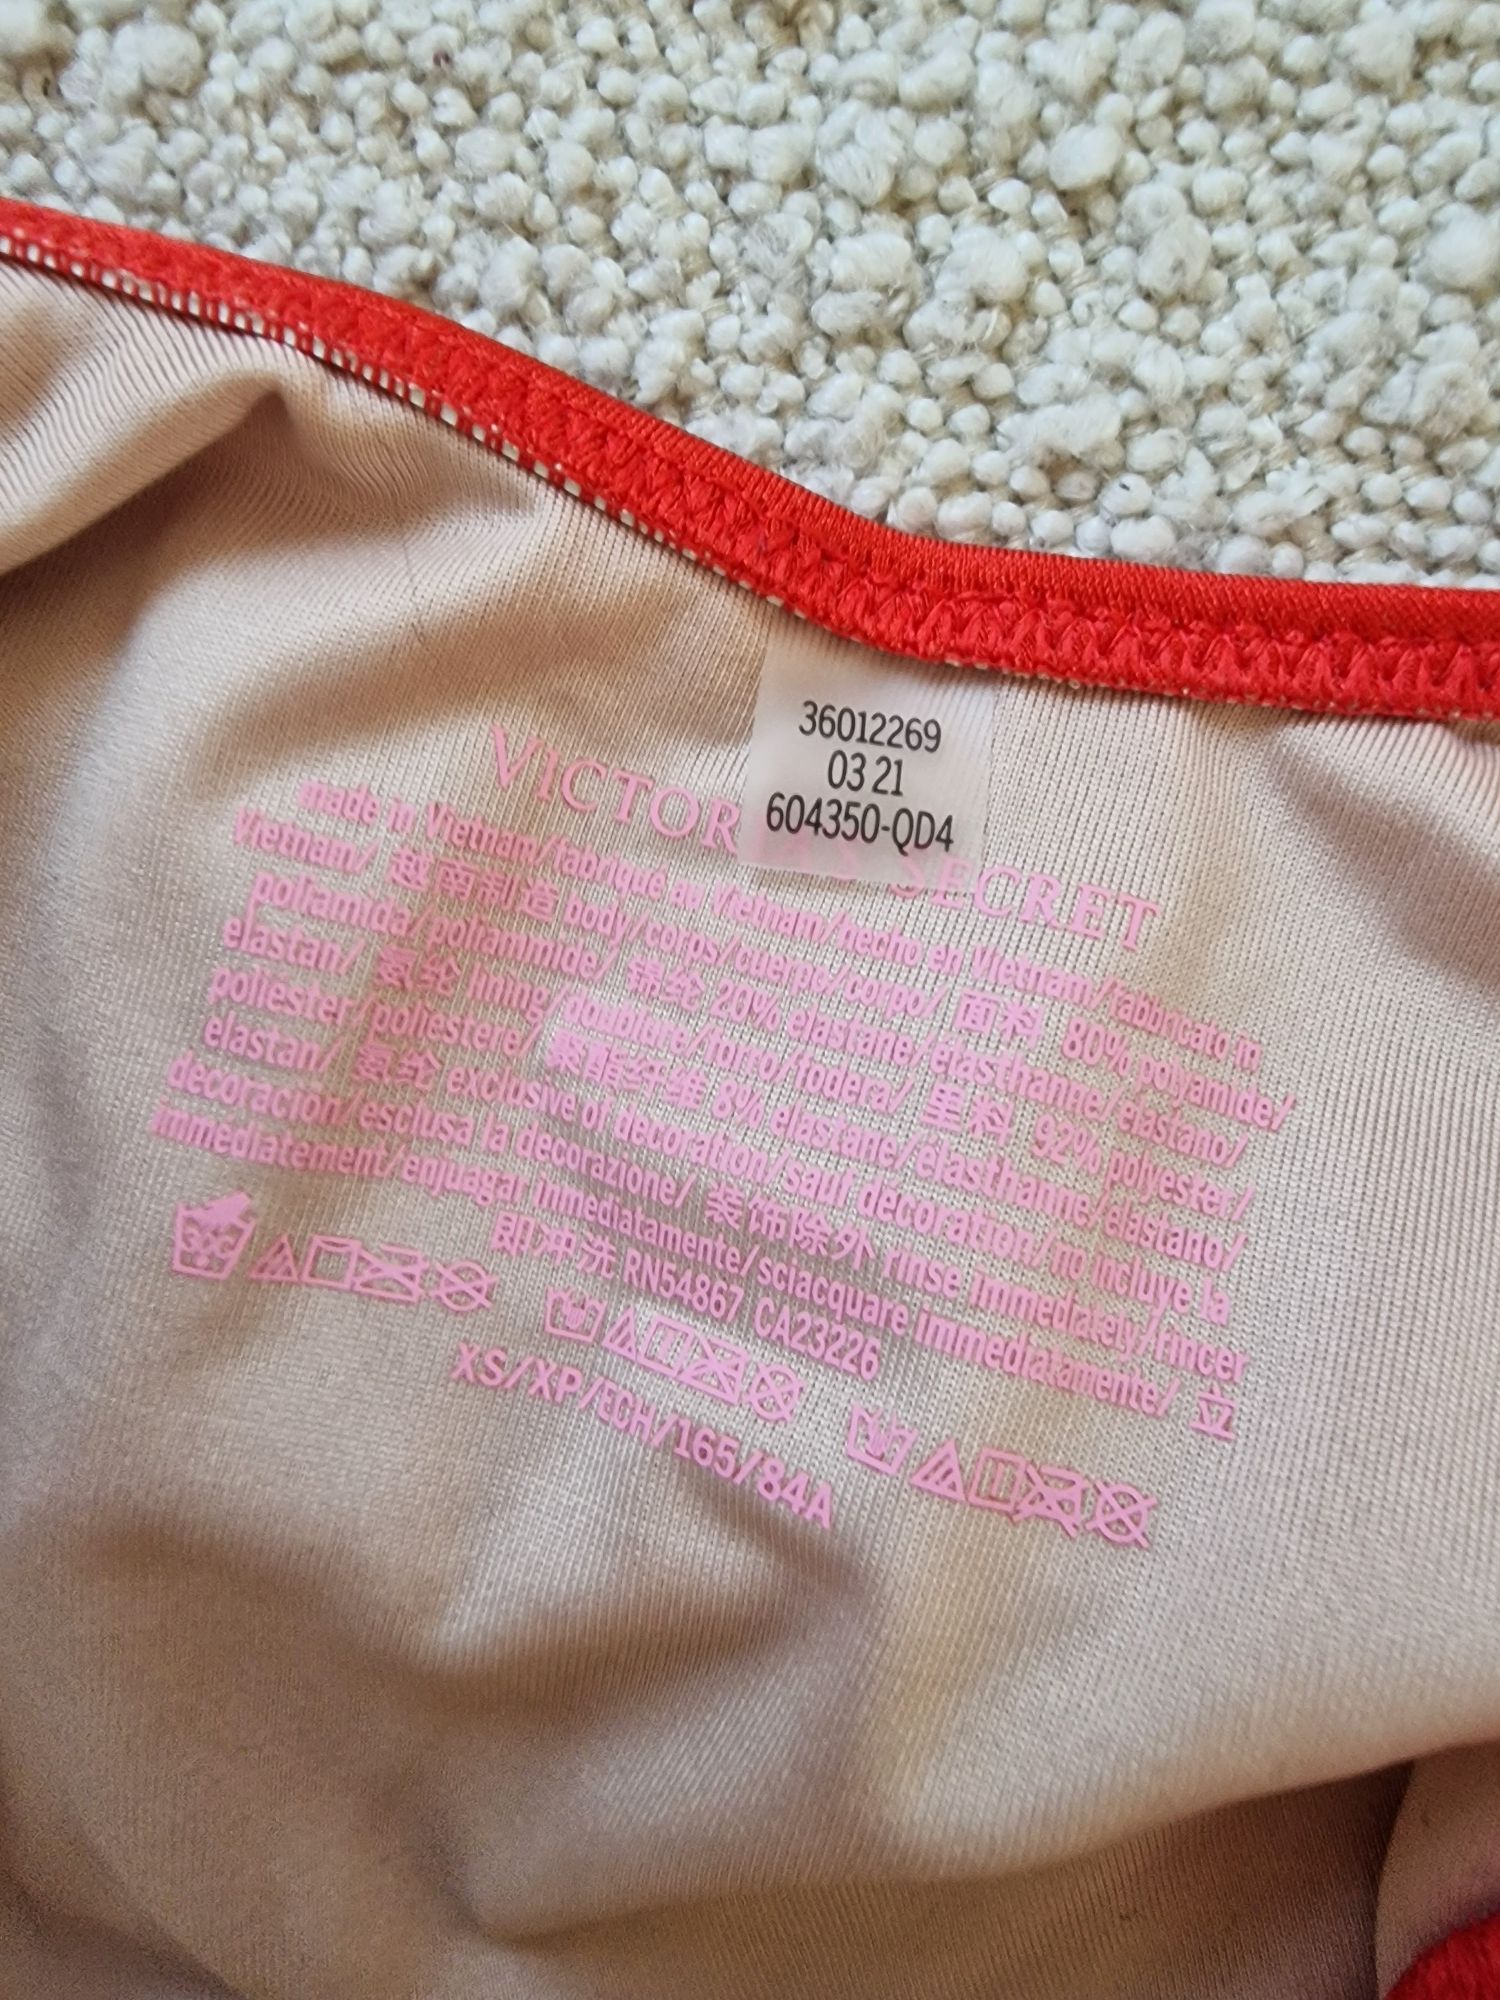 36012269
03 21
604350-QD4
VICTORIA'S SECRET
made in Vietnam/fabriqué au Vietnam/hecho en Vietnam/fabbricato in
Vietnam/ 越南制造 body/corps/cuerpo/corpo/ 面料 80% polyamide/
poliamida/poliammide/ 锦纶 20% elastane/élasthanne/elastano/
elastan/ 氨纶 lining/doublure/forro/fodera/ 里料 92% polyester/
poliéster/poliestere/ 聚酯纤维 8% elastane/élasthanne/elastano/
elastan/ 氨纶 exclusive of decoration/sauf décoration/no incluye la
decoración/esclusa la decorazione/ 装饰除外 rinse immediately/rincer
immédiatement/enjuagar inmediatamente/sciacquare immediatamente/ 立
即冲洗 RN54867 CA23226
XS/XP/ECH/165/84A